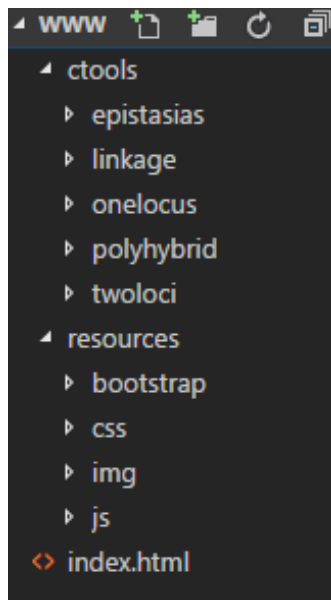 WWW
ctools
epistasias
linkage
onelocus
polyhybrid
twoloci
resources
bootstrap
css
img
js
index.html